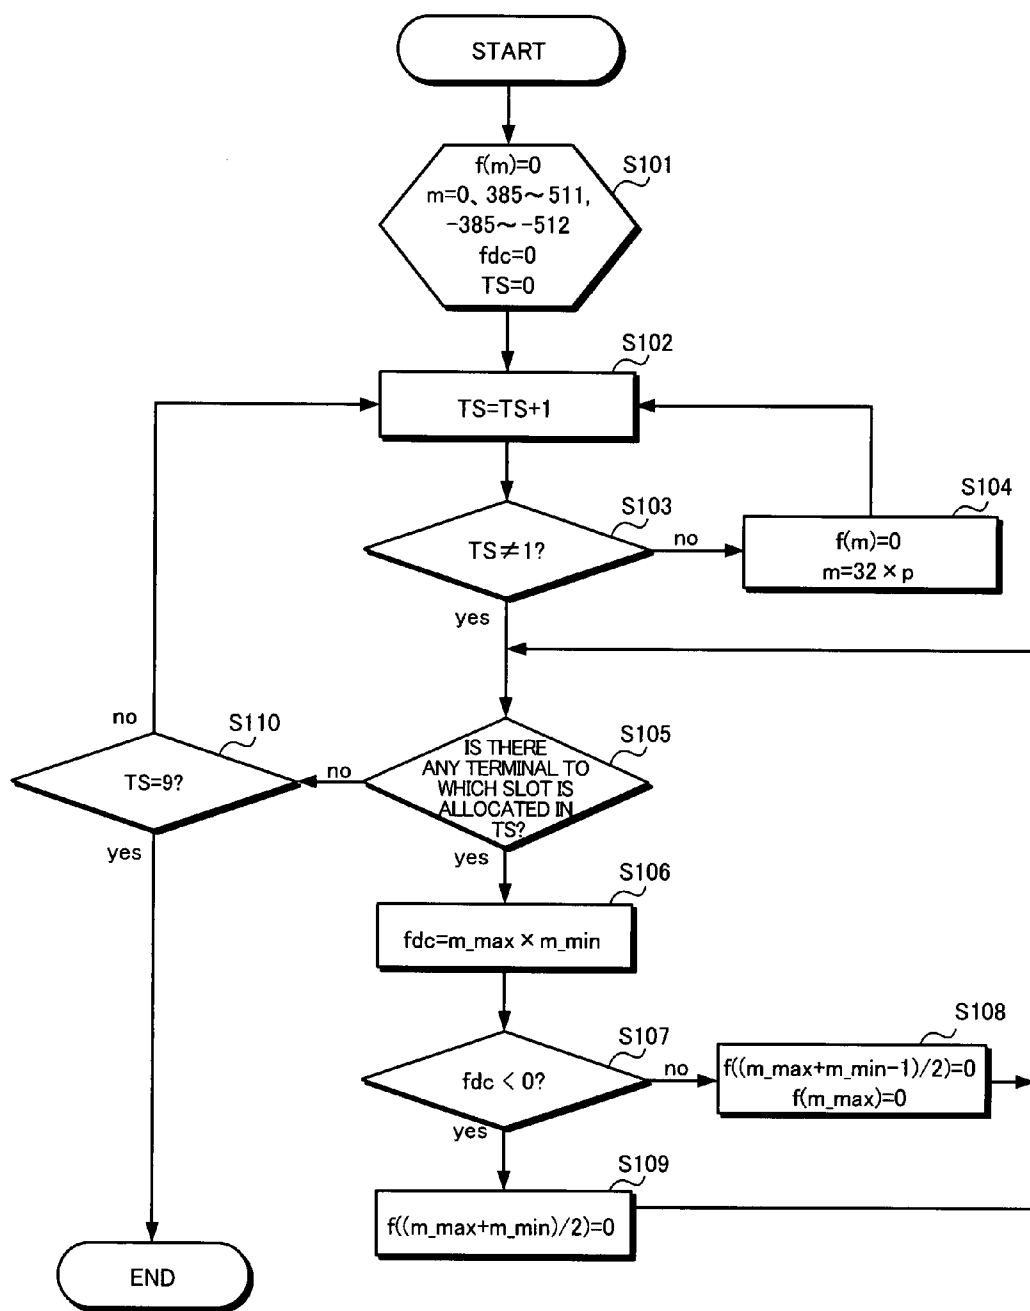 START
f(m)=0
m=0、385～511,
-385～-512
fdc=0
TS=0
S101
S102
TS=TS+1
S103
TS≠1?
no
yes
S104
f(m)=0
m=32×p
S105
IS THERE
ANY TERMINAL TO
WHICH SLOT IS
ALLOCATED IN
TS?
no
yes
S110
TS=9?
no
yes
S106
fdc=m_max×m_min
S107
fdc < 0?
no
yes
S108
f((m_max+m_min-1)/2)=0
f(m_max)=0
S109
f((m_max+m_min)/2)=0
END